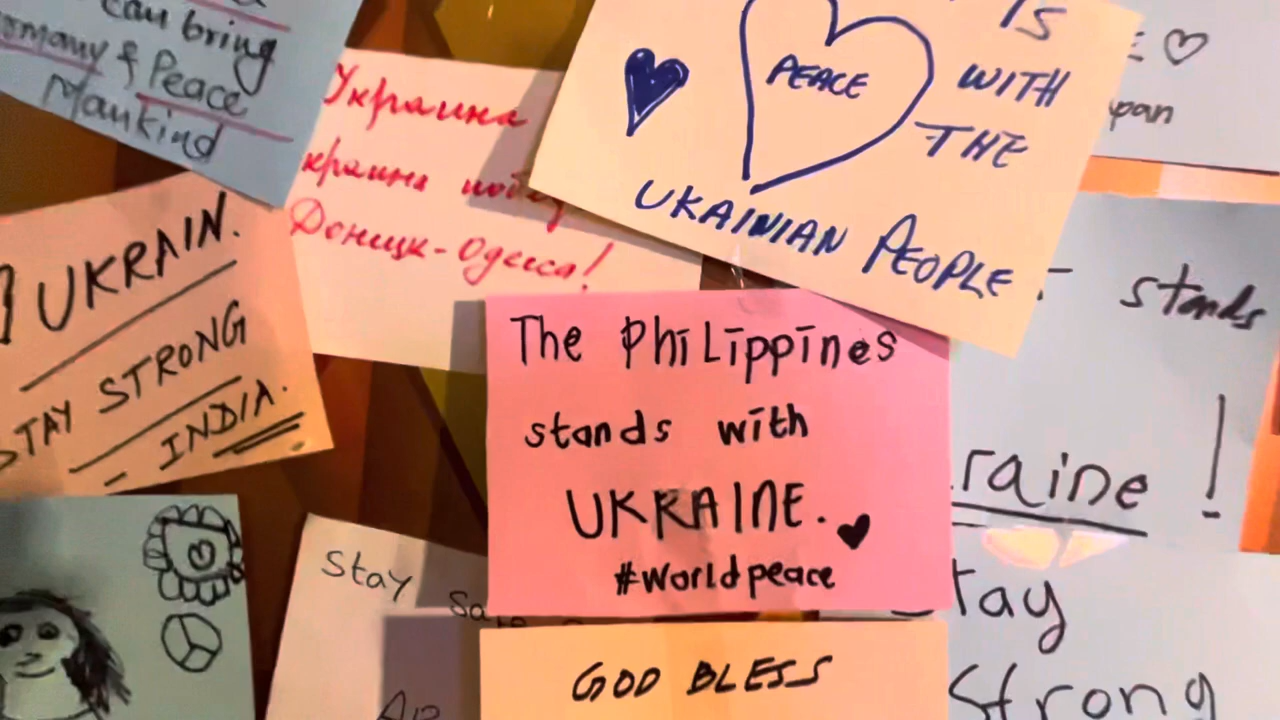 can bring
& Peace
Mankind
Украина
Донецк-Одесса!
PEACE
IS
WITH
THE
UKAINIAN PEOPLE
UKRAIN.
STAY STRONG
- INDIA.
The Philippines
stands with
UKRAINE.
#worldpeace
stands
raine !
Stay
tay
Strong
GOD BLESS